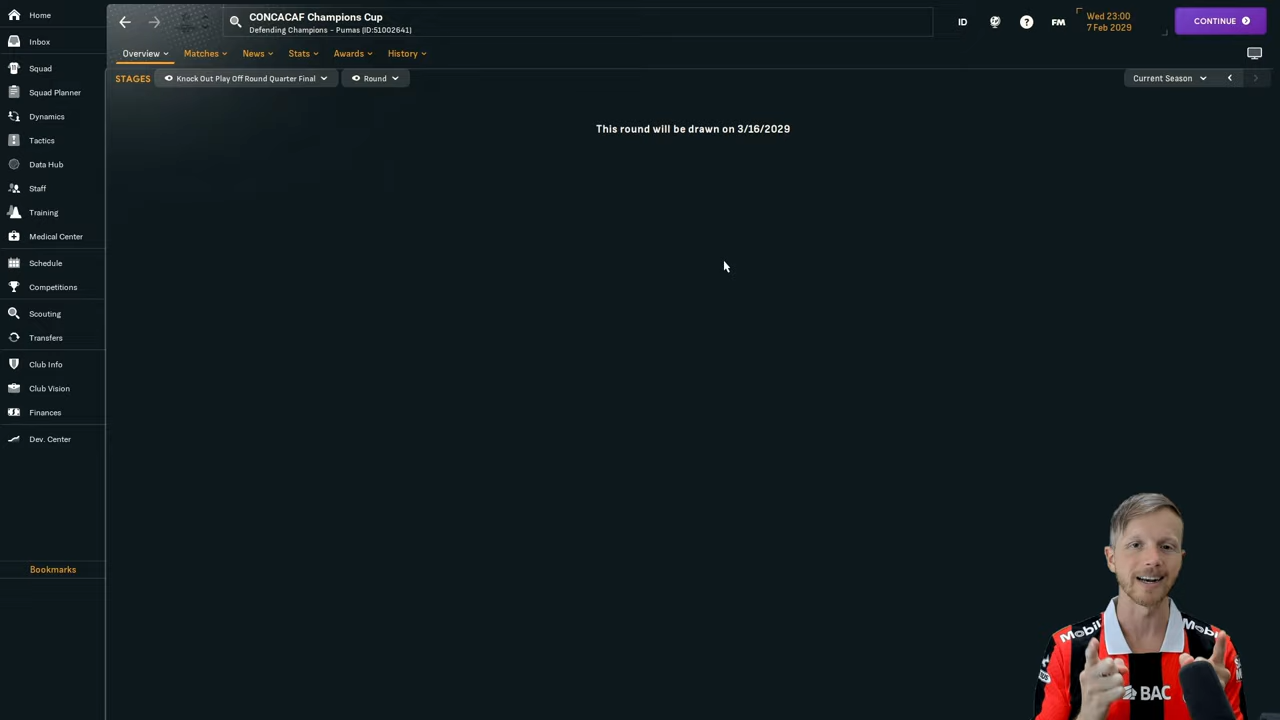 CONCACAF Champions Cup
Defending Champions - Pumas (ID:51002641)
ID
FM
Wed 23:00
7 Feb 2029
CONTINUE
Home
Inbox
Squad
Squad Planner
Dynamics
Tactics
Data Hub
Staff
Training
Medical Center
Schedule
Competitions
Scouting
Transfers
Club Info
Club Vision
Finances
Dev. Center
Bookmarks
Overview
Matches
News
Stats
Awards
History
STAGES
Knock Out Play Off Round Quarter Final
Round
Current Season
This round will be drawn on 3/16/2029
Mobil
Mobil
BAC